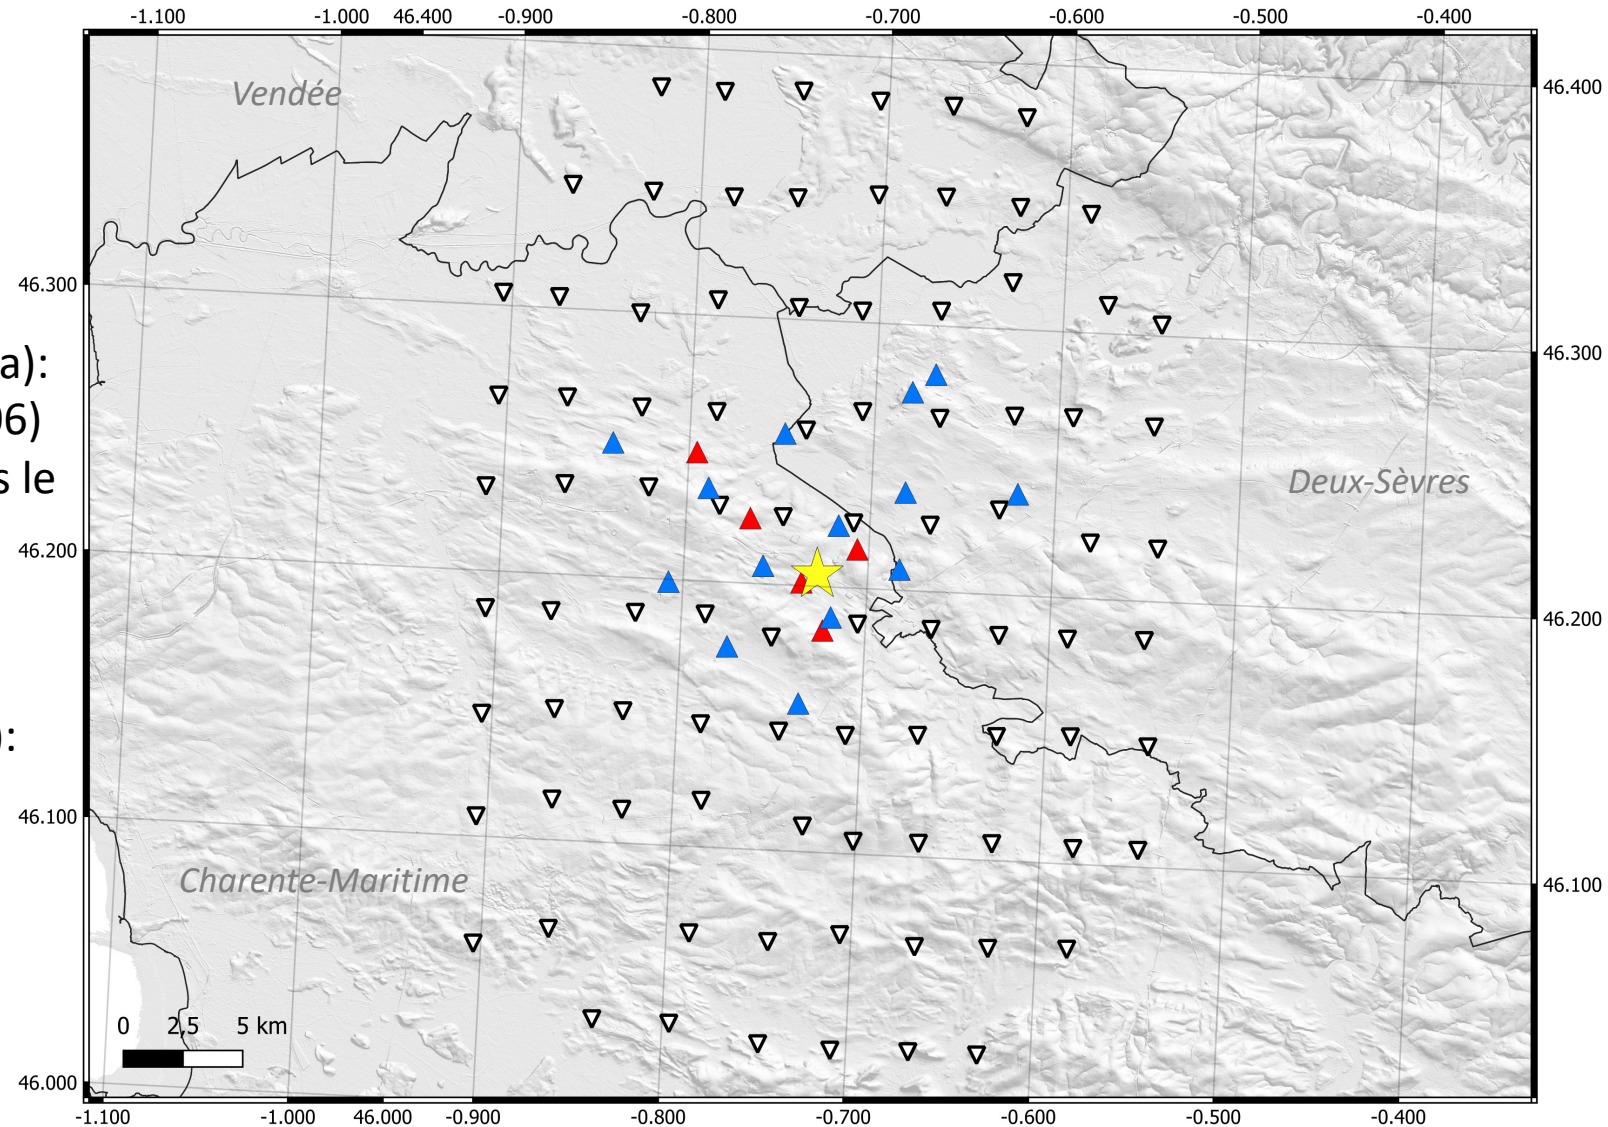 -1.100 -1.000 46.400 -0.900 -0.800 -0.700 -0.600 -0.500 -0.400
Vendée
46.400
46.300
46.300
a):
06)
s le
Deux-Sèvres
46.200
46.200
):
46.100
Charente-Maritime
46.100
0 2,5 5 km
46.000
-1.100 -1.000 46.000 -0.900 -0.800 -0.700 -0.600 -0.500 -0.400